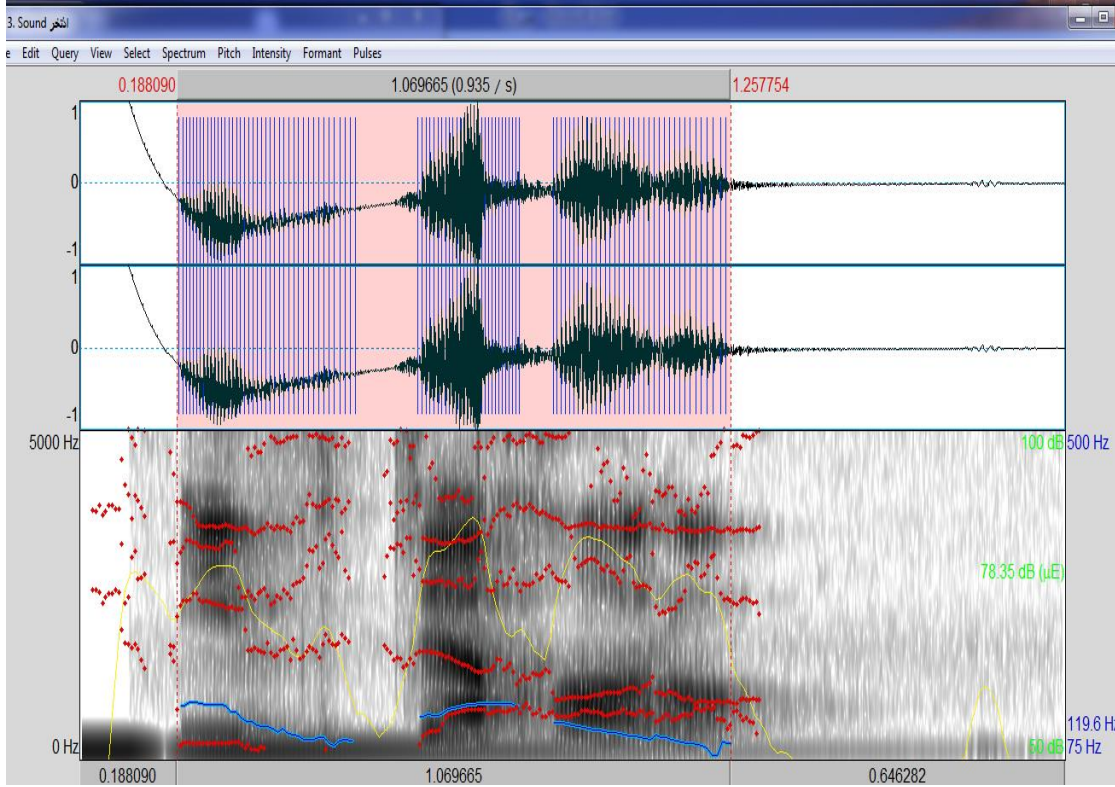 3. Sound انتخر
e Edit Query View Select Spectrum Pitch Intensity Formant Pulses
0.188090 1.069665 (0.935 / s) 1.257754
1
0
-1
1
0
-1
5000 Hz 100 dB 500 Hz
78.35 dB (µE)
119.6 Hz
0 Hz 50 dB 75 Hz
0.188090 1.069665 0.646282